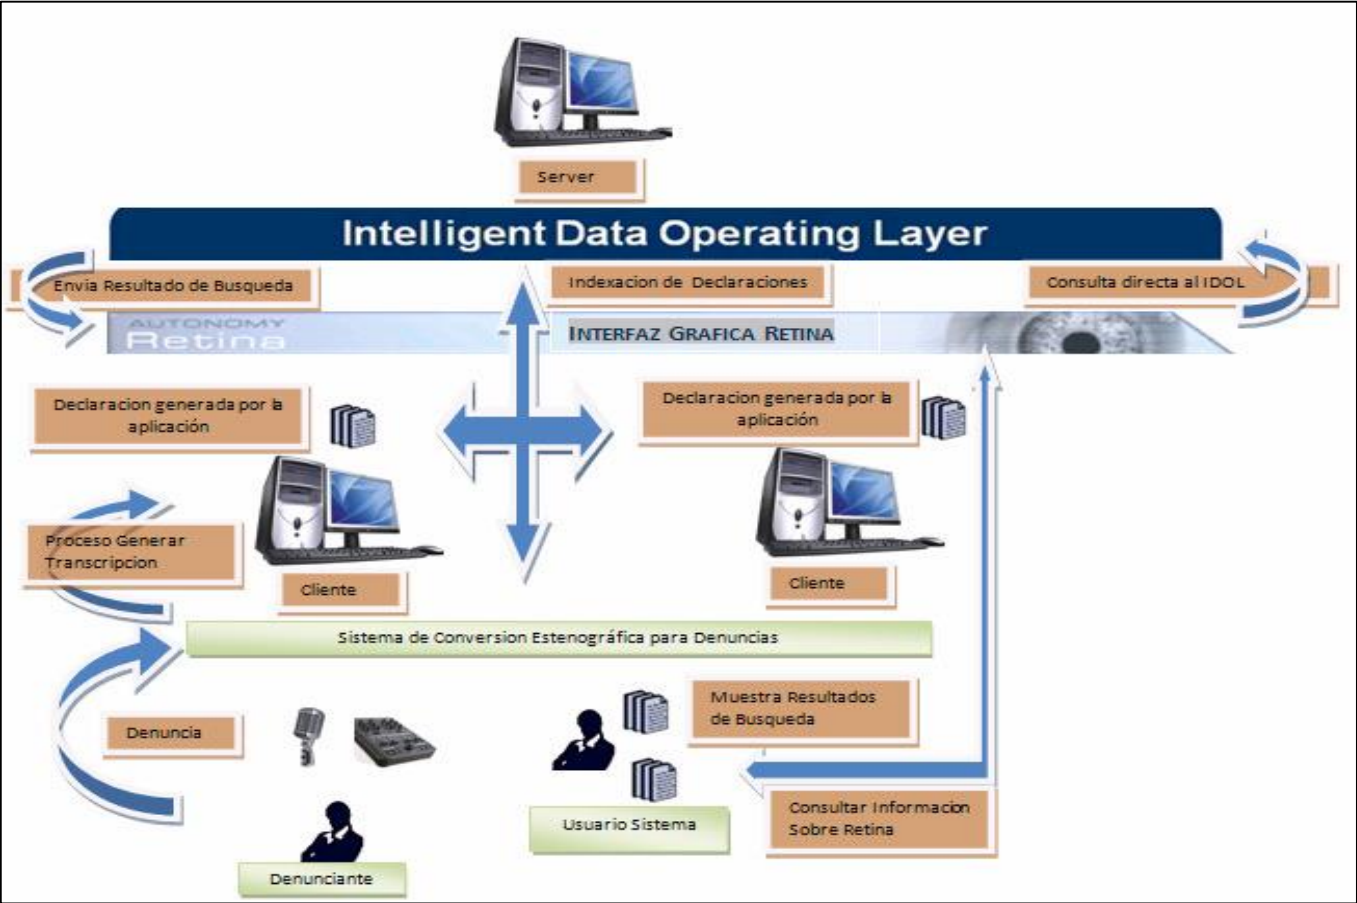 Server
Intelligent Data Operating Layer
Envia Resultado de Busqueda
Indexacion de Declaraciones
Consulta directa al IDOL
AUTONOMY
Retina
INTERFAZ GRAFICA RETINA
Declaracion generada por la
aplicación
Declaracion generada por la
aplicación
Proceso Generar
Transcripcion
Cliente
Cliente
Sistema de Conversion Estenográfica para Denuncias
Denuncia
Muestra Resultados
de Busqueda
Usuario Sistema
Consultar Informacion
Sobre Retina
Denunciante